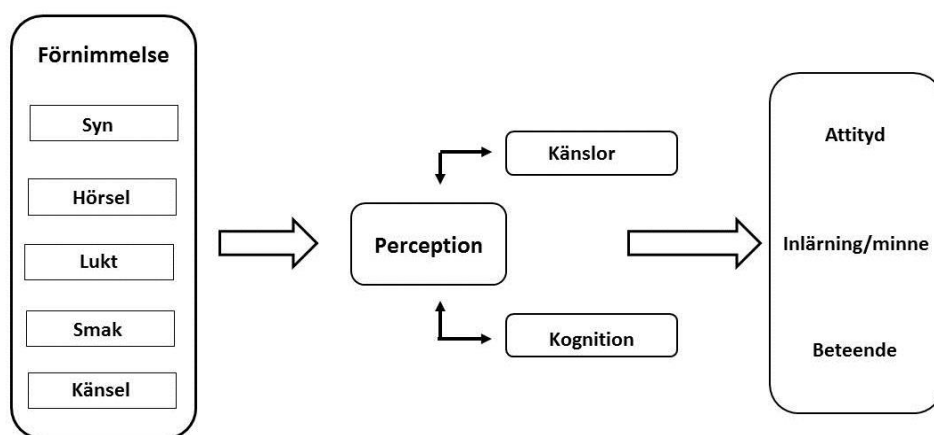 Förnimmelse
Syn
Hörsel
Lukt
Smak
Känsel
Känslor
Perception
Kognition
Attityd
Inlärning/minne
Beteende